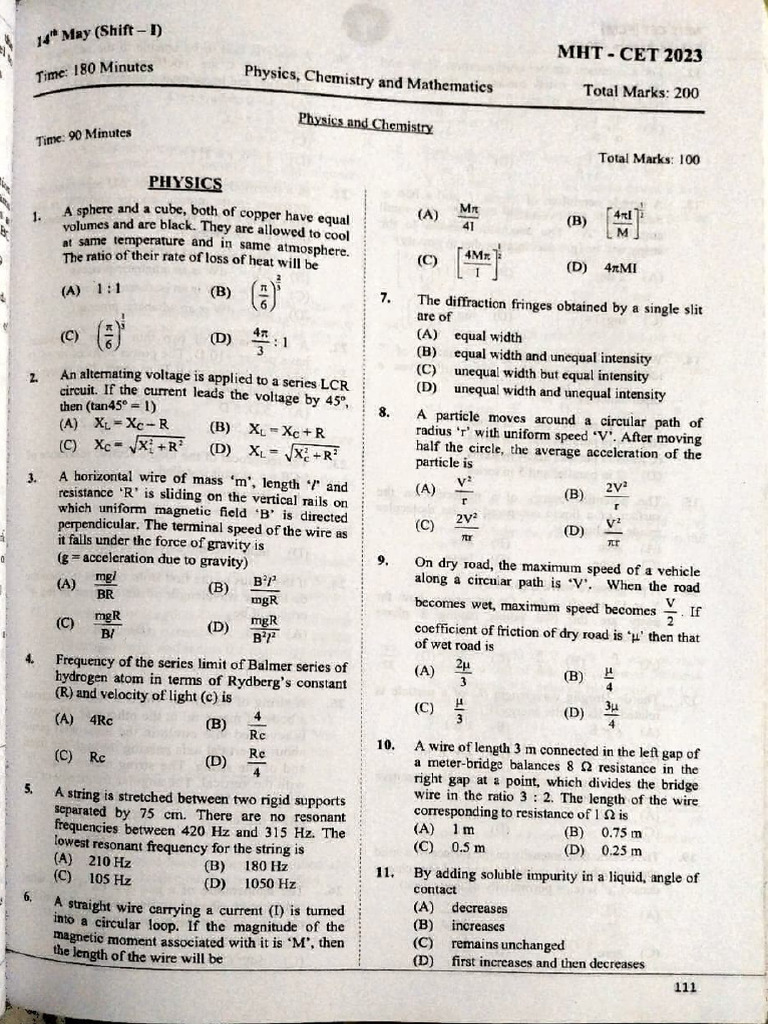 14th May (Shift – I)
MHT - CET 2023
Time: 180 Minutes
Physics, Chemistry and Mathematics
Total Marks: 200
Physics and Chemistry
Time: 90 Minutes
Total Marks: 100
PHYSICS
1. A sphere and a cube, both of copper have equal
volumes and are black. They are allowed to cool
at same temperature and in same atmosphere.
The ratio of their rate of loss of heat will be
(A) 1 : 1 (B) (π/6)^(2/3)
(C) (π/6)^(1/3) (D) 4π/3 : 1
2. An alternating voltage is applied to a series LCR
circuit. If the current leads the voltage by 45°,
then (tan45° = 1)
(A) X_L = X_C – R (B) X_L = X_C + R
(C) X_C = √(X_L² + R²) (D) X_L = √(X_C² + R²)
3. A horizontal wire of mass ‘m’, length ‘l’ and
resistance ‘R’ is sliding on the vertical rails on
which uniform magnetic field ‘B’ is directed
perpendicular. The terminal speed of the wire as
it falls under the force of gravity is
(g = acceleration due to gravity)
(A) mgl/BR (B) B²l²/mgR
(C) mgR/Bl (D) mgR/B²l²
4. Frequency of the series limit of Balmer series of
hydrogen atom in terms of Rydberg’s constant
(R) and velocity of light (c) is
(A) 4Rc (B) 4/Rc
(C) Rc (D) Rc/4
5. A string is stretched between two rigid supports
separated by 75 cm. There are no resonant
frequencies between 420 Hz and 315 Hz. The
lowest resonant frequency for the string is
(A) 210 Hz (B) 180 Hz
(C) 105 Hz (D) 1050 Hz
6. A straight wire carrying a current (I) is turned
into a circular loop. If the magnitude of the
magnetic moment associated with it is ‘M’, then
the length of the wire will be
(A) Mπ/4I (B) [4πI/M]^(1/2)
(C) [4Mπ/I]^(1/2) (D) 4πMI
7. The diffraction fringes obtained by a single slit
are of
(A) equal width
(B) equal width and unequal intensity
(C) unequal width but equal intensity
(D) unequal width and unequal intensity
8. A particle moves around a circular path of
radius ‘r’ with uniform speed ‘V’. After moving
half the circle, the average acceleration of the
particle is
(A) V²/r (B) 2V²/r
(C) 2V²/πr (D) V²/πr
9. On dry road, the maximum speed of a vehicle
along a circular path is ‘V’. When the road
becomes wet, maximum speed becomes V/2. If
coefficient of friction of dry road is ‘μ’ then that
of wet road is
(A) 2μ/3 (B) μ/4
(C) μ/3 (D) 3μ/4
10. A wire of length 3 m connected in the left gap of
a meter-bridge balances 8 Ω resistance in the
right gap at a point, which divides the bridge
wire in the ratio 3 : 2. The length of the wire
corresponding to resistance of 1 Ω is
(A) 1 m (B) 0.75 m
(C) 0.5 m (D) 0.25 m
11. By adding soluble impurity in a liquid, angle of
contact
(A) decreases
(B) increases
(C) remains unchanged
(D) first increases and then decreases
111